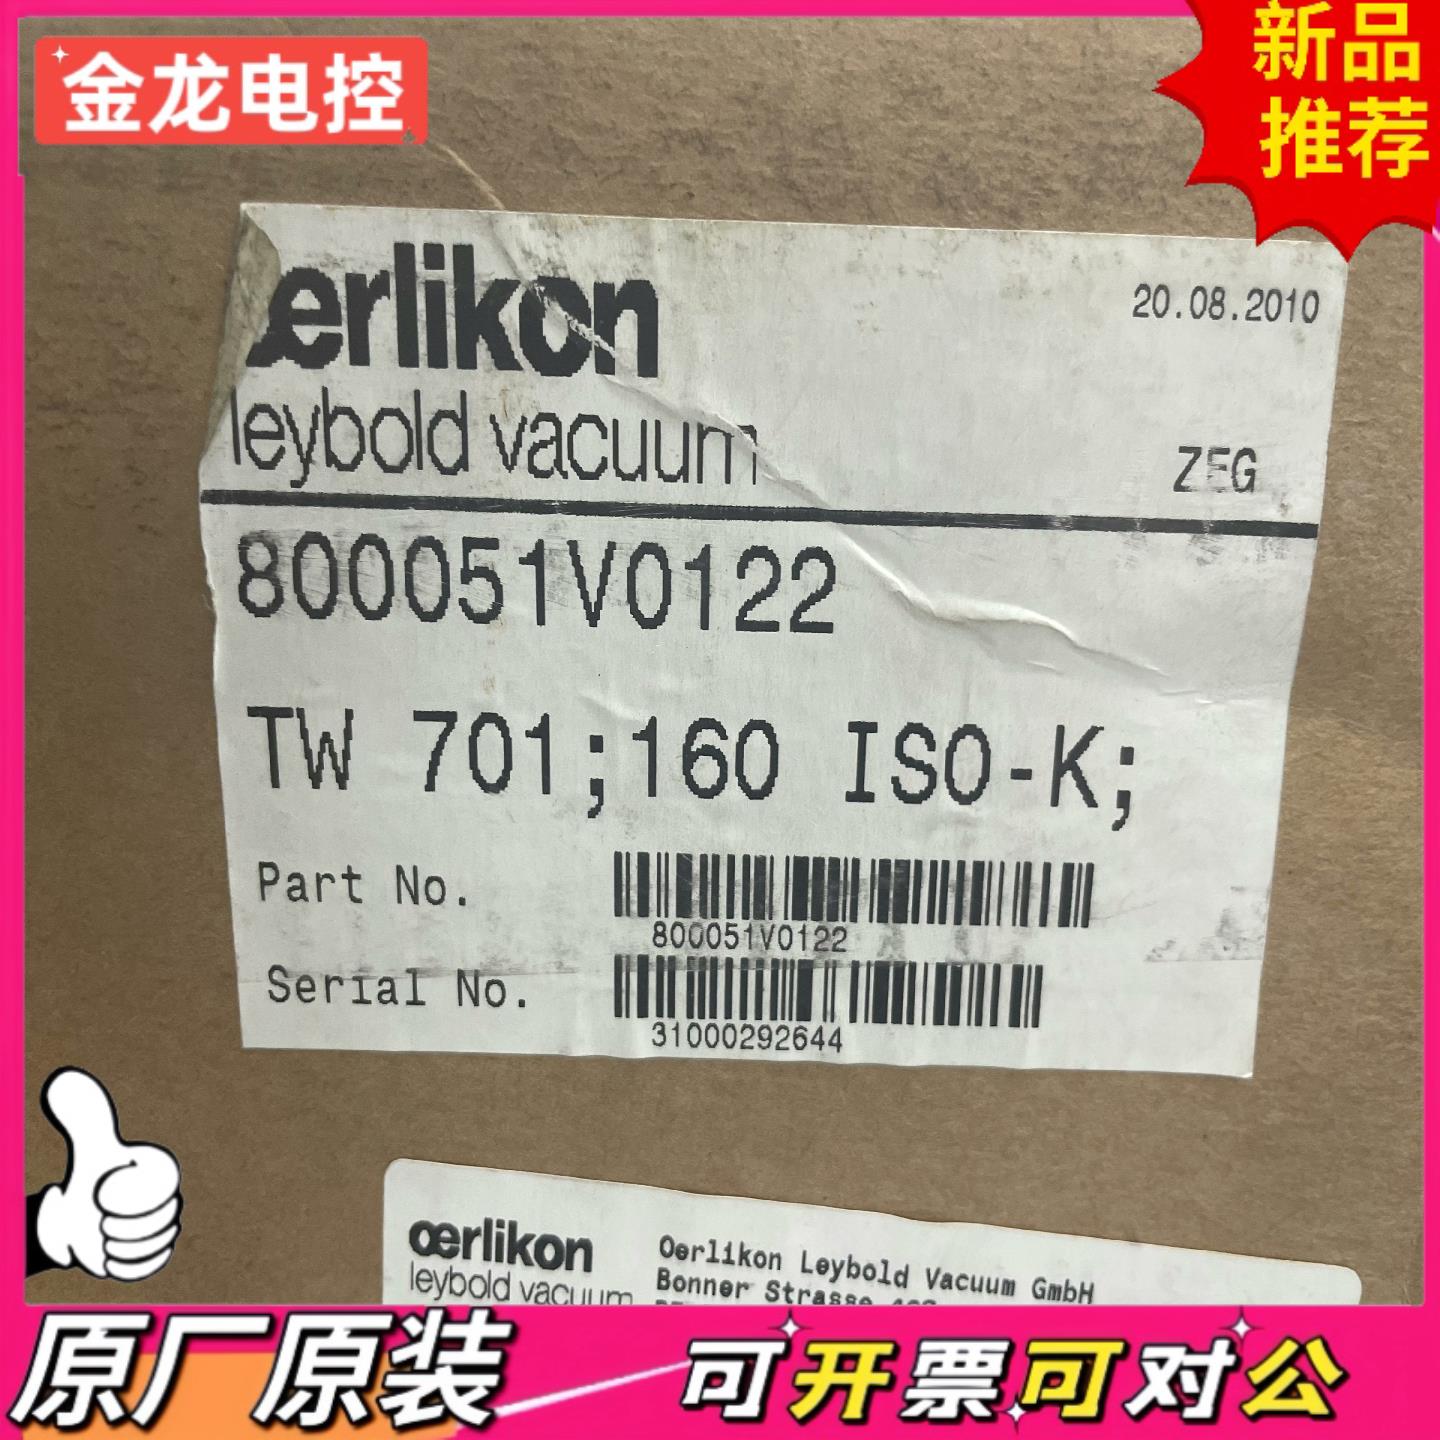 金龙电控
新品
推荐
oerlikon
leybold vacuum
20.08.2010
ZFG
800051V0122
TW 701;160 ISO-K;
Part No.
800051V0122
Serial No.
31000292644
oerlikon
leybold vacuum
Oerlikon Leybold Vacuum GmbH
Bonner Strasse
原厂原装
可开票可对公